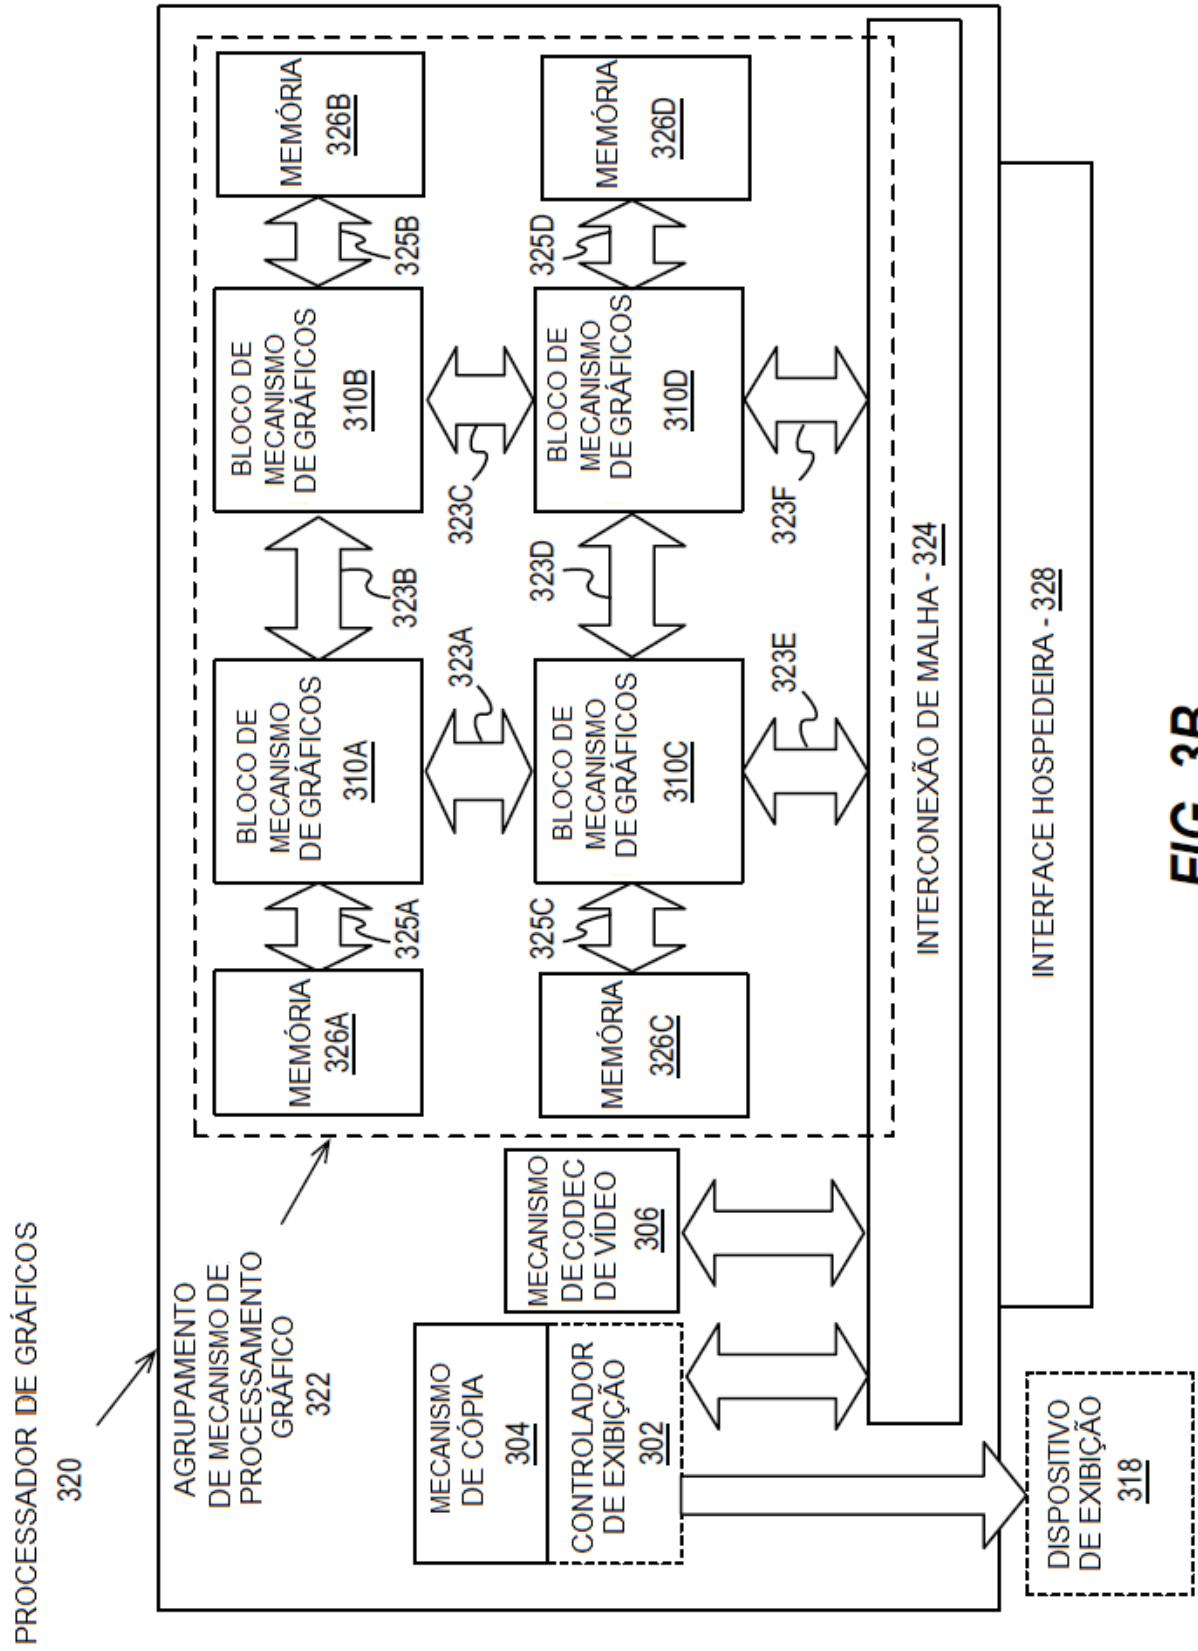 PROCESSADOR DE GRÁFICOS
320
AGRUPAMENTO
DE MECANISMO DE
PROCESSAMENTO
GRÁFICO
322
MEMÓRIA
326A
325A
BLOCO DE
MECANISMO
DE GRÁFICOS
310A
323B
BLOCO DE
MECANISMO
DE GRÁFICOS
310B
325B
MEMÓRIA
326B
323A
323C
MECANISMO
DE CÓPIA
304
CONTROLADOR
DE EXIBIÇÃO
302
MECANISMO
DE CODEC
DE VÍDEO
306
MEMÓRIA
326C
325C
BLOCO DE
MECANISMO
DE GRÁFICOS
310C
323D
BLOCO DE
MECANISMO
DE GRÁFICOS
310D
325D
MEMÓRIA
326D
323E
323F
INTERCONEXÃO DE MALHA - 324
INTERFACE HOSPEDEIRA - 328
DISPOSITIVO
DE EXIBIÇÃO
318
FIG. 3B